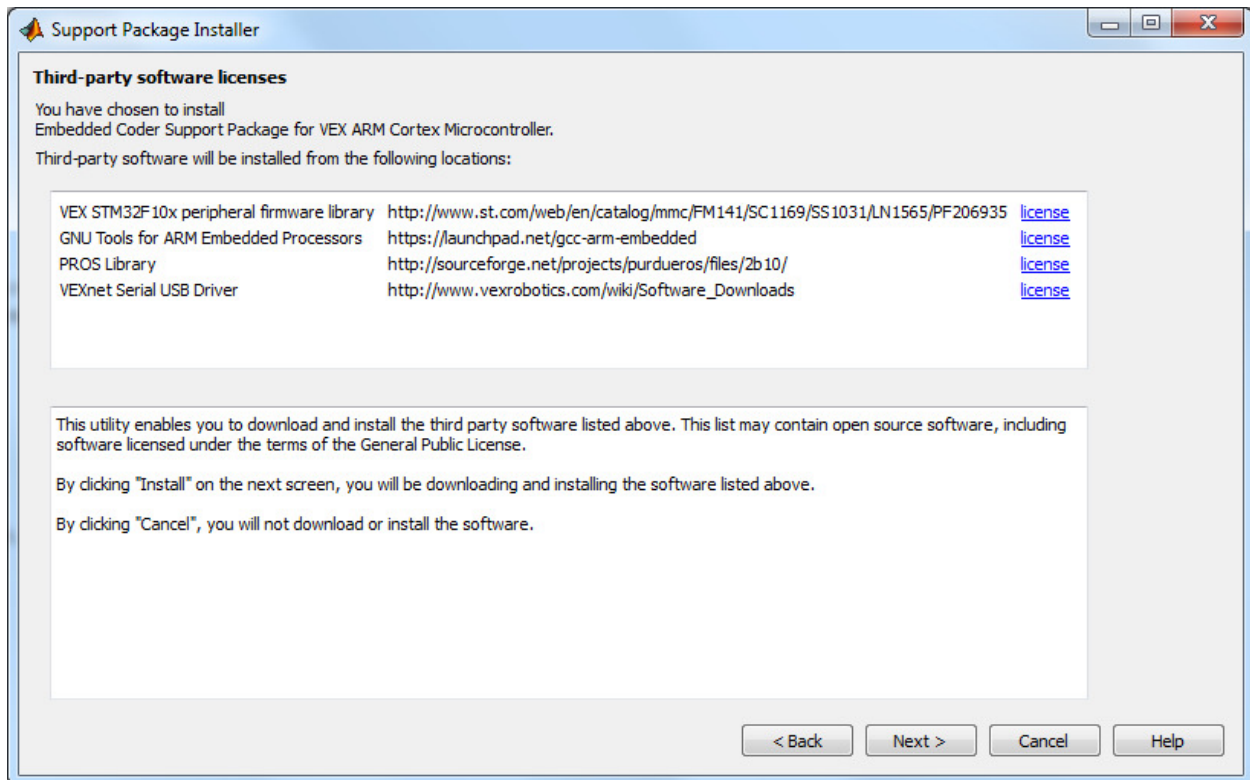 Support Package Installer
Third-party software licenses
You have chosen to install
Embedded Coder Support Package for VEX ARM Cortex Microcontroller.
Third-party software will be installed from the following locations:
VEX STM32F10x peripheral firmware library http://www.st.com/web/en/catalog/mmc/FM141/SC1169/SS1031/LN1565/PF206935 license
GNU Tools for ARM Embedded Processors https://launchpad.net/gcc-arm-embedded license
PROS Library http://sourceforge.net/projects/purdueros/files/2b10/ license
VEXnet Serial USB Driver http://www.vexrobotics.com/wiki/Software_Downloads license
This utility enables you to download and install the third party software listed above. This list may contain open source software, including
software licensed under the terms of the General Public License.
By clicking "Install" on the next screen, you will be downloading and installing the software listed above.
By clicking "Cancel", you will not download or install the software.
< Back Next > Cancel Help